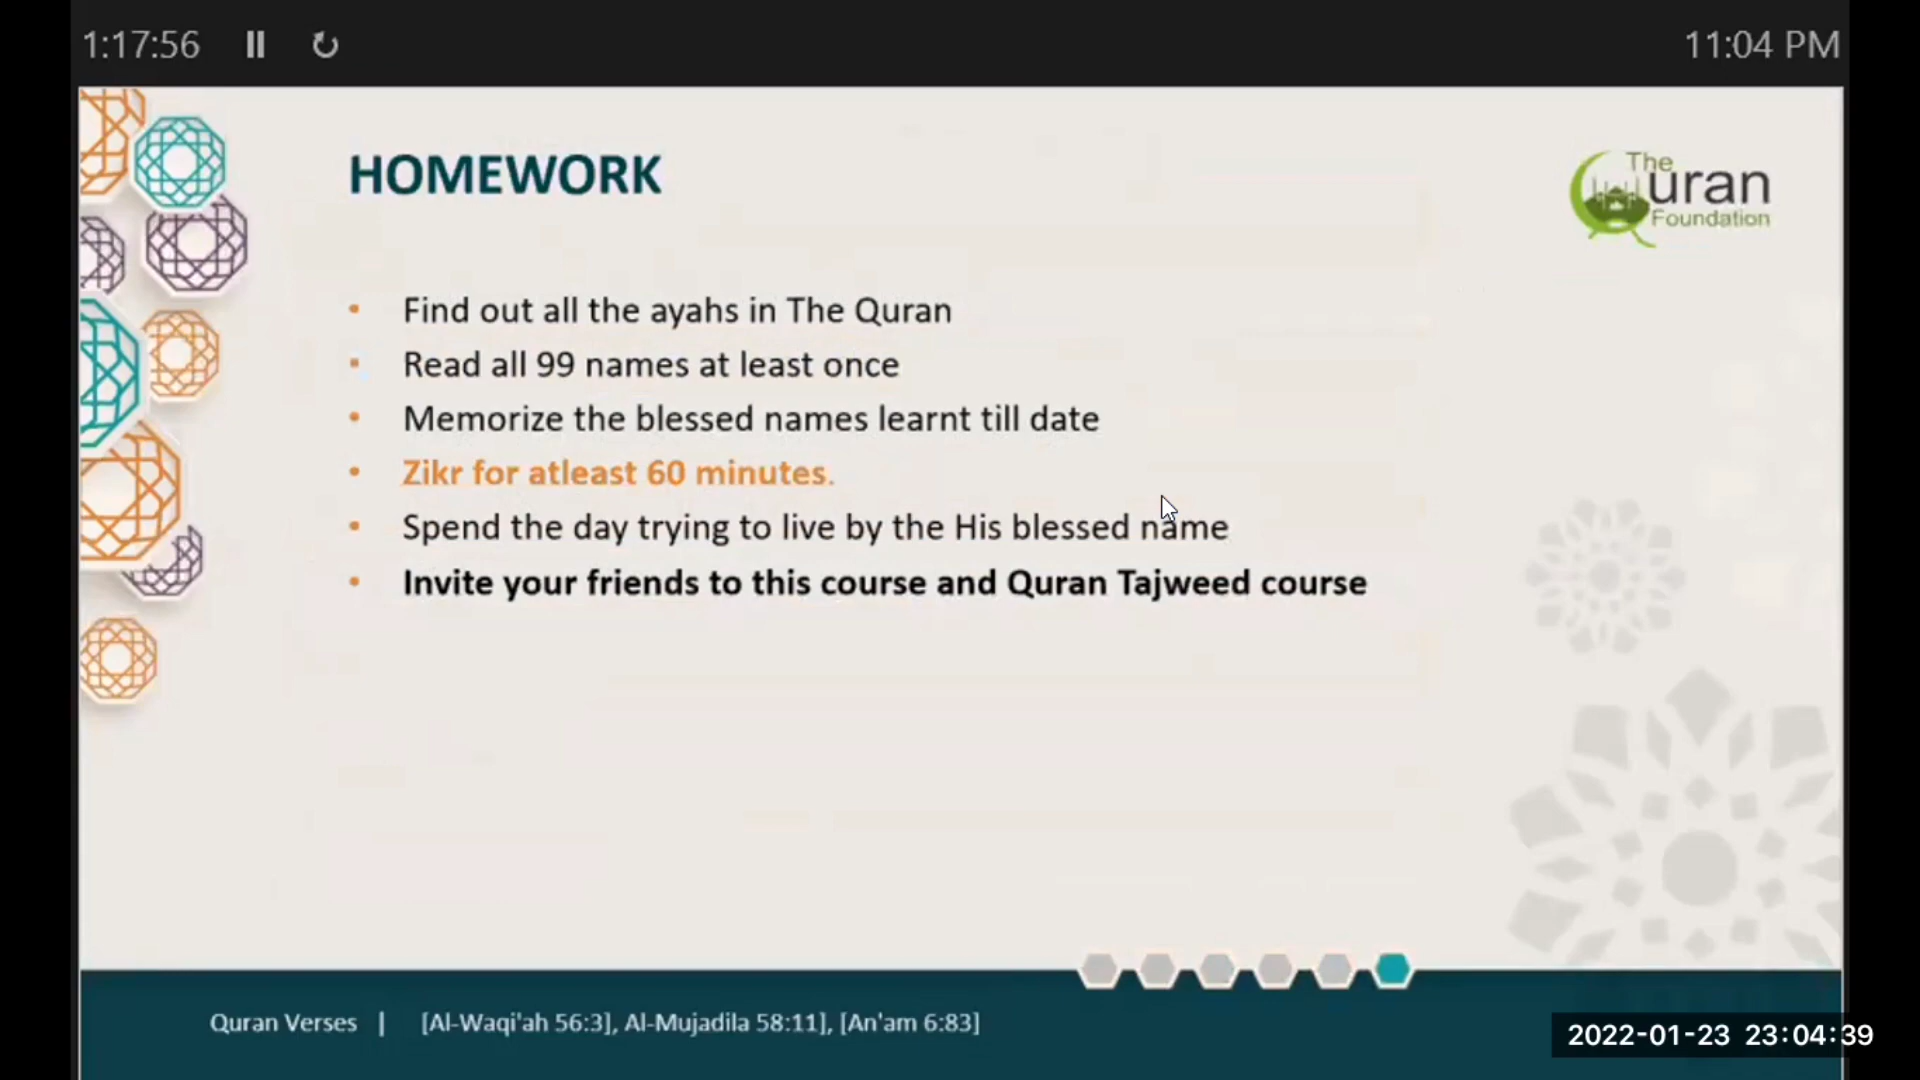 1:17:56
11:04 PM
HOMEWORK
The
Quran
Foundation
• Find out all the ayahs in The Quran
• Read all 99 names at least once
• Memorize the blessed names learnt till date
• Zikr for atleast 60 minutes.
• Spend the day trying to live by the His blessed name
• Invite your friends to this course and Quran Tajweed course
Quran Verses | [Al-Waqi'ah 56:3], Al-Mujadila 58:11], [An'am 6:83]
2022-01-23 23:04:39